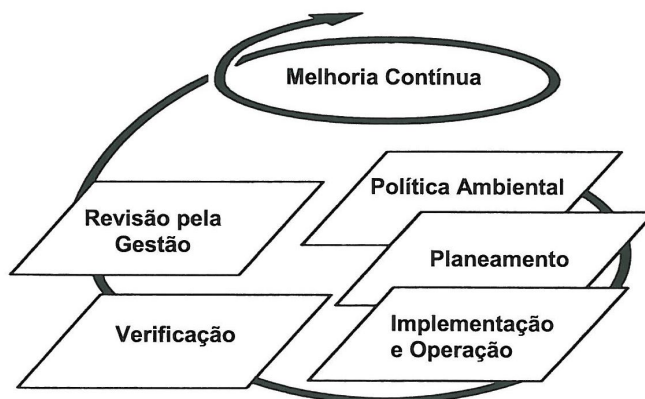 Melhoria Contínua
Política Ambiental
Planeamento
Implementação
e Operação
Verificação
Revisão pela
Gestão